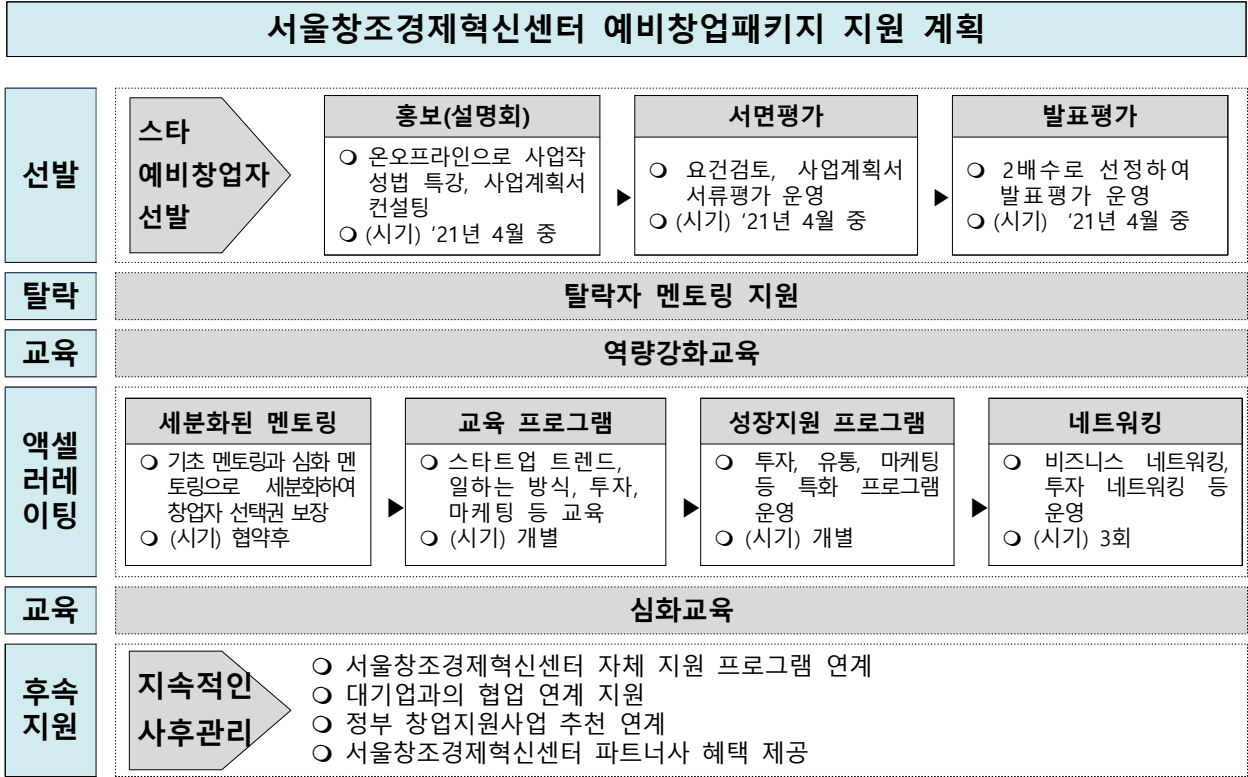 서울창조경제혁신센터 예비창업패키지 지원 계획
선발
스타
예비창업자
선발
홍보(설명회)
❍ 온오프라인으로 사업작
성법 특강, 사업계획서
컨설팅
❍ (시기) '21년 4월 중
▶
서면평가
❍ 요건검토, 사업계획서
서류평가 운영
❍ (시기) '21년 4월 중
▶
발표평가
❍ 2배수로 선정하여
발표평가 운영
❍ (시기) '21년 4월 중
탈락
탈락자 멘토링 지원
교육
역량강화교육
액셀
러레
이팅
세분화된 멘토링
❍ 기초 멘토링과 심화 멘
토링으로 세분화하여
창업자 선택권 보장
❍ (시기) 협약후
▶
교육 프로그램
❍ 스타트업 트렌드,
일하는 방식, 투자,
마케팅 등 교육
❍ (시기) 개별
▶
성장지원 프로그램
❍ 투자, 유통, 마케팅
등 특화 프로그램
운영
❍ (시기) 개별
▶
네트워킹
❍ 비즈니스 네트워킹,
투자 네트워킹 등
운영
❍ (시기) 3회
교육
심화교육
후속
지원
지속적인
사후관리
❍ 서울창조경제혁신센터 자체 지원 프로그램 연계
❍ 대기업과의 협업 연계 지원
❍ 정부 창업지원사업 추천 연계
❍ 서울창조경제혁신센터 파트너사 혜택 제공